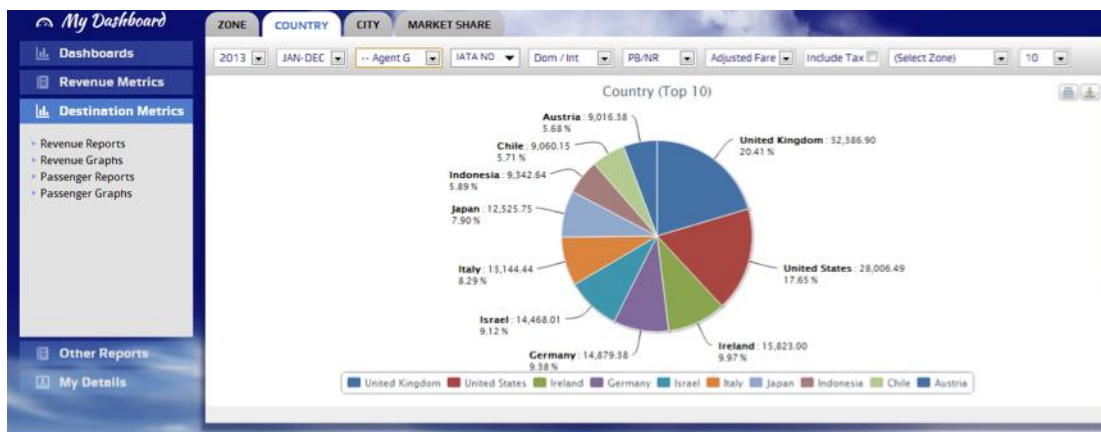 My Dashboard
ZONE COUNTRY CITY MARKET SHARE
Dashboards
Revenue Metrics
Destination Metrics
Revenue Reports
Revenue Graphs
Passenger Reports
Passenger Graphs
Other Reports
My Details
2013 JAN-DEC -- Agent G IATA NO Dom / Int PB/NR Adjusted Fare Include Tax (Select Zone) 10
Country (Top 10)
Austria : 9,016.38
5.68 %
Chile : 9,060.15
5.71 %
Indonesia : 9,342.64
5.89 %
Japan : 12,525.75
7.90 %
Italy : 13,144.44
8.29 %
Israel : 14,468.01
9.12 %
Germany : 14,879.38
9.38 %
United Kingdom : 32,386.90
20.41 %
United States : 28,006.49
17.65 %
Ireland : 15,823.00
9.97 %
United Kingdom United States Ireland Germany Israel Italy Japan Indonesia Chile Austria